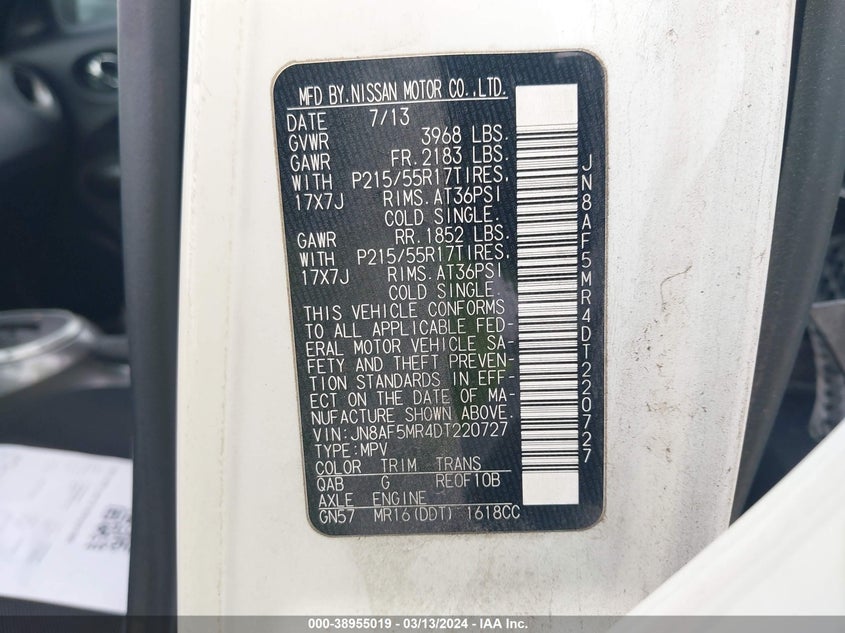 MFD BY.NISSAN MOTOR CO.,LTD.
DATE 7/13
GVWR 3968 LBS.
GAWR FR.2183 LBS.
WITH P215/55R17TIRES,
17X7J RIMS.AT36PSI
COLD SINGLE.
GAWR RR.1852 LBS.
WITH P215/55R17TIRES,
17X7J RIMS.AT36PSI
COLD SINGLE.
THIS VEHICLE CONFORMS
TO ALL APPLICABLE FED-
ERAL MOTOR VEHICLE SA-
FETY AND THEFT PREVEN-
TION STANDARDS IN EFF-
ECT ON THE DATE OF MA-
NUFACTURE SHOWN ABOVE.
VIN:JN8AF5MR4DT220727
TYPE:MPV
COLOR TRIM TRANS
QAB G RE0F10B
AXLE ENGINE
GN57 MR16(DDT) 1618CC
JN8AF5MR4DT220727
000-38955019 - 03/13/2024 - IAA Inc.